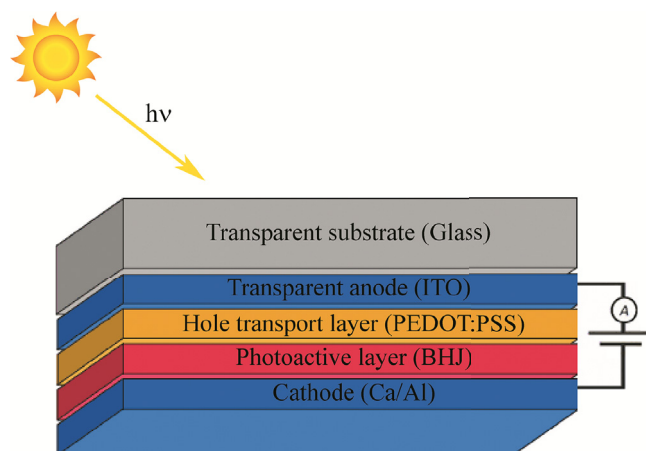 hν
Transparent substrate (Glass)
Transparent anode (ITO)
A
Hole transport layer (PEDOT:PSS)
Photoactive layer (BHJ)
Cathode (Ca/Al)